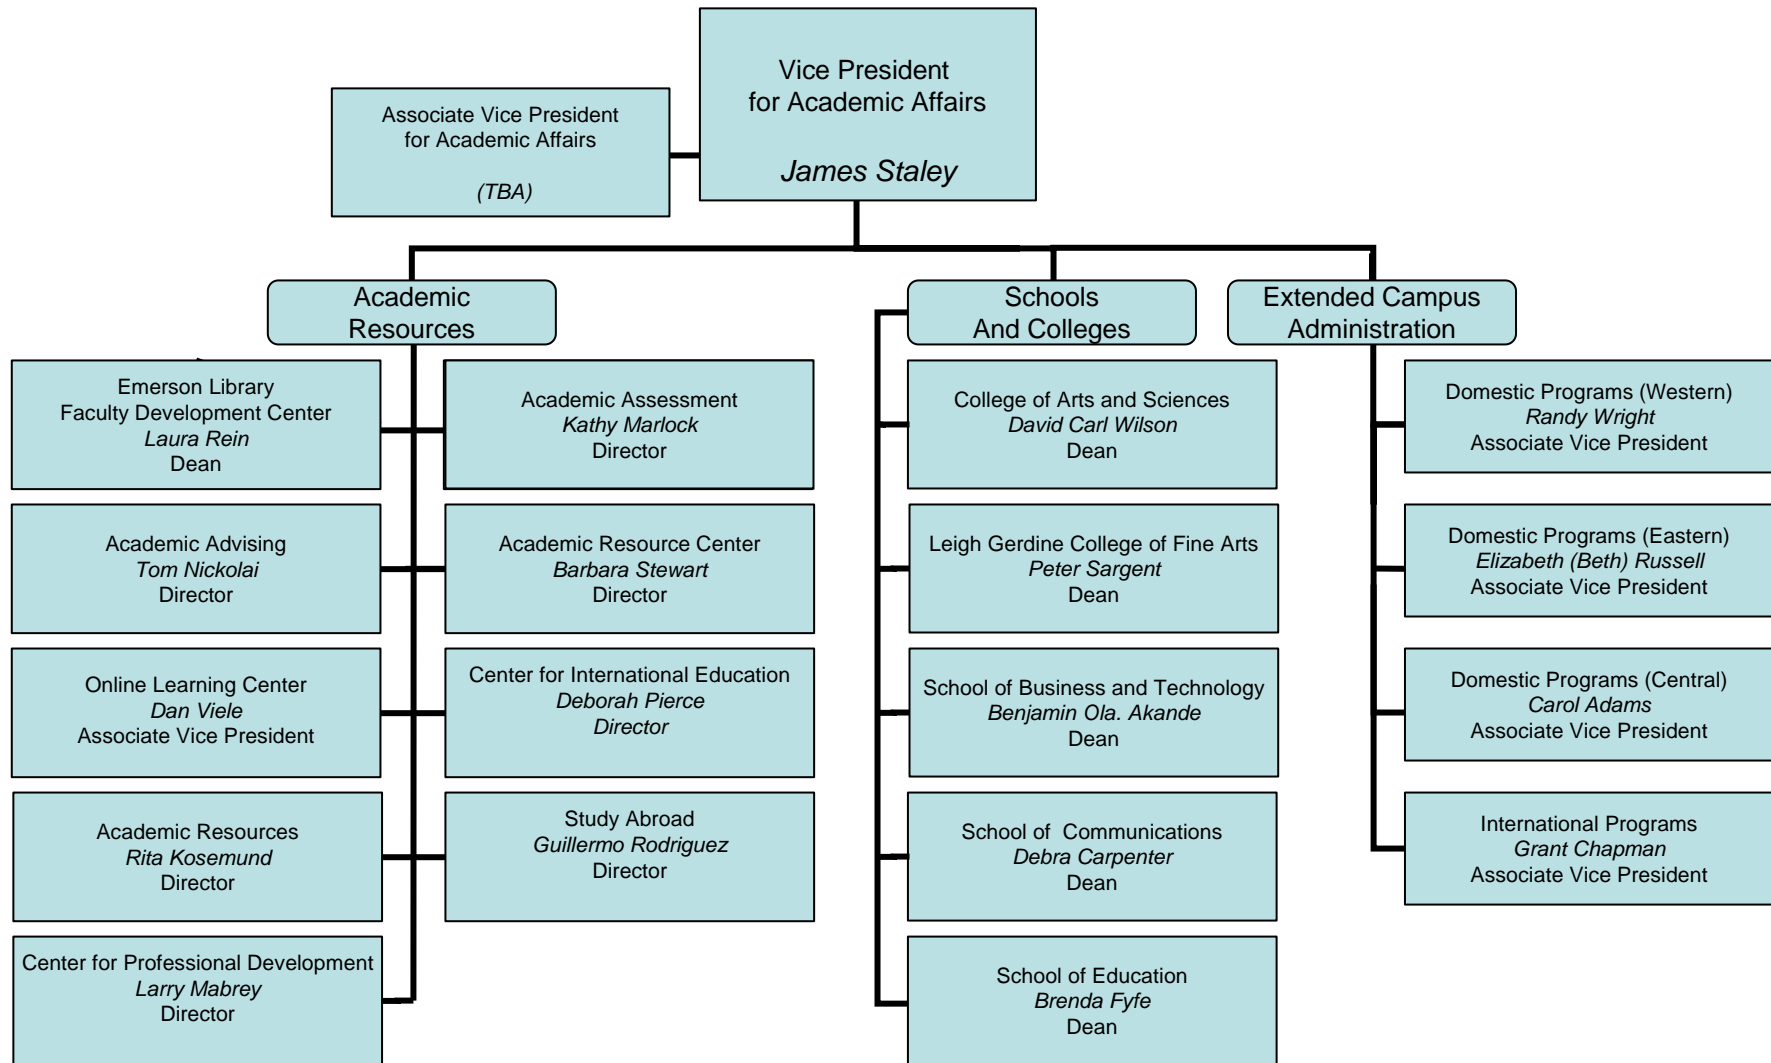 Vice President
for Academic Affairs
James Staley
Associate Vice President
for Academic Affairs
(TBA)
Academic
Resources
Schools
And Colleges
Extended Campus
Administration
Emerson Library
Faculty Development Center
Laura Rein
Dean
Academic Assessment
Kathy Marlock
Director
Academic Advising
Tom Nickolai
Director
Academic Resource Center
Barbara Stewart
Director
Online Learning Center
Dan Viele
Associate Vice President
Center for International Education
Deborah Pierce
Director
Academic Resources
Rita Kosemund
Director
Study Abroad
Guillermo Rodriguez
Director
Center for Professional Development
Larry Mabrey
Director
College of Arts and Sciences
David Carl Wilson
Dean
Leigh Gerdine College of Fine Arts
Peter Sargent
Dean
School of Business and Technology
Benjamin Ola. Akande
Dean
School of  Communications
Debra Carpenter
Dean
School of Education
Brenda Fyfe
Dean
Domestic Programs (Western)
Randy Wright
Associate Vice President
Domestic Programs (Eastern)
Elizabeth (Beth) Russell
Associate Vice President
Domestic Programs (Central)
Carol Adams
Associate Vice President
International Programs
Grant Chapman
Associate Vice President